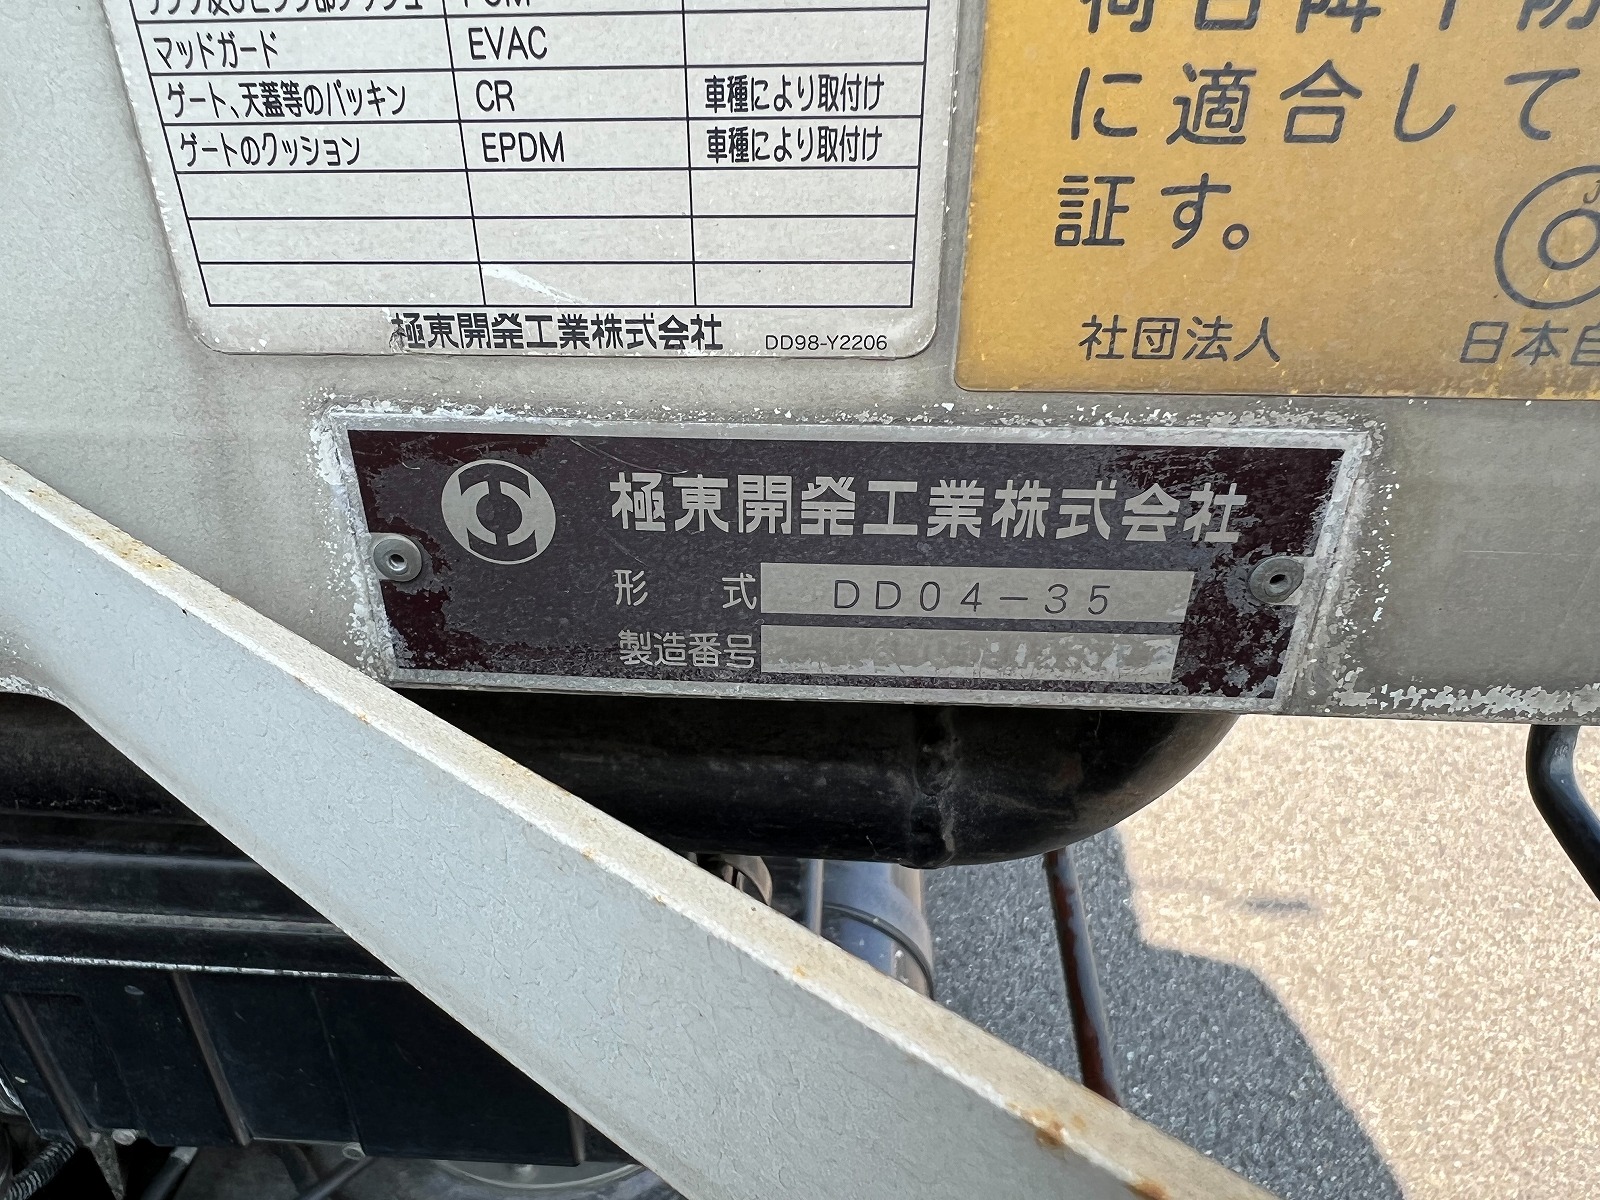 マッドガード EVAC
ゲート、天蓋等のパッキン CR 車種により取付け
ゲートのクッション EPDM 車種により取付け
極東開発工業株式会社 DD98-Y2206
に適合して
証す。
社団法人 日本自
極東開発工業株式会社
形式 DD04-35
製造番号